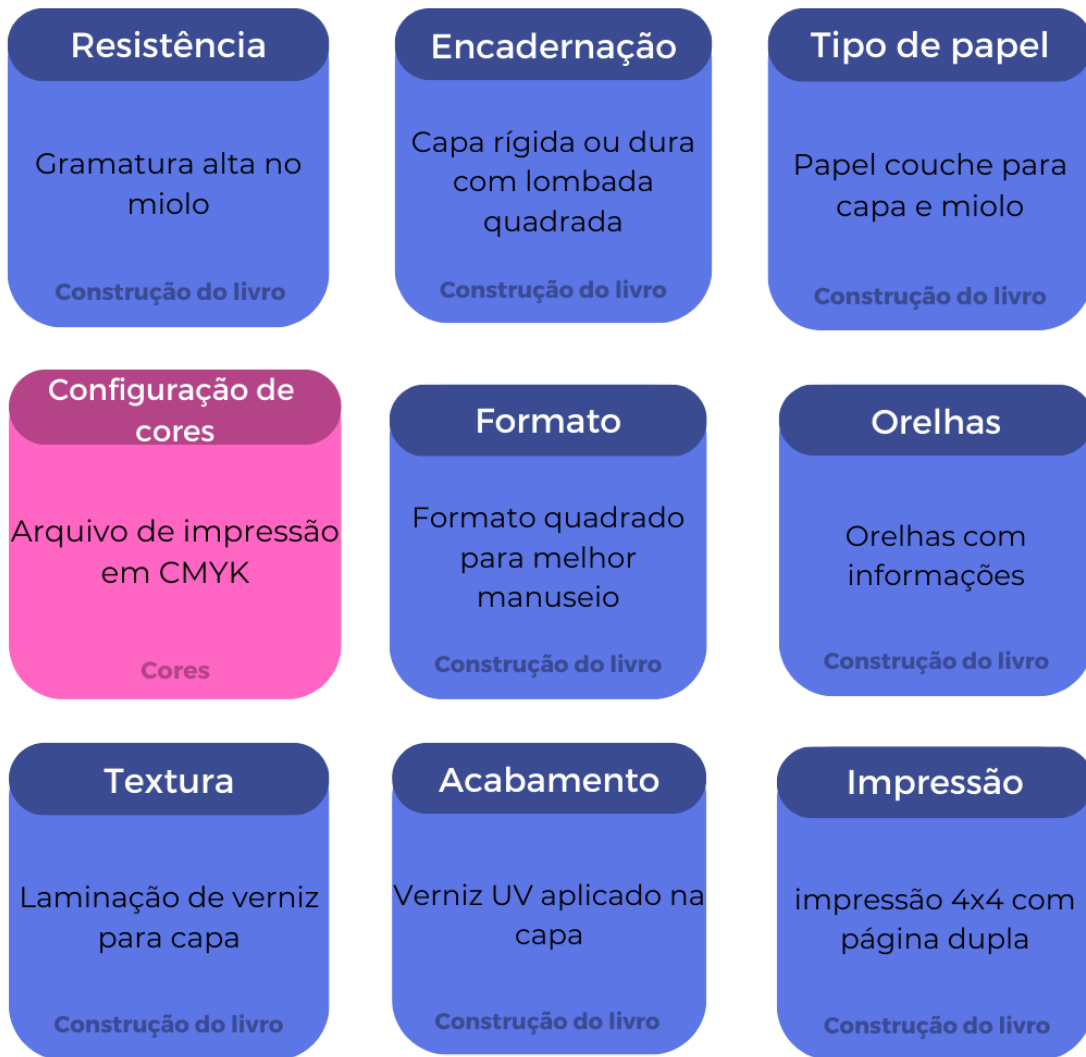 Resistência
Gramatura alta no
miolo
Construção do livro
Encadernação
Capa rígida ou dura
com lombada
quadrada
Construção do livro
Tipo de papel
Papel couche para
capa e miolo
Construção do livro
Configuração de
cores
Arquivo de impressão
em CMYK
Cores
Formato
Formato quadrado
para melhor
manuseio
Construção do livro
Orelhas
Orelhas com
informações
Construção do livro
Textura
Laminação de verniz
para capa
Construção do livro
Acabamento
Verniz UV aplicado na
capa
Construção do livro
Impressão
impressão 4x4 com
página dupla
Construção do livro